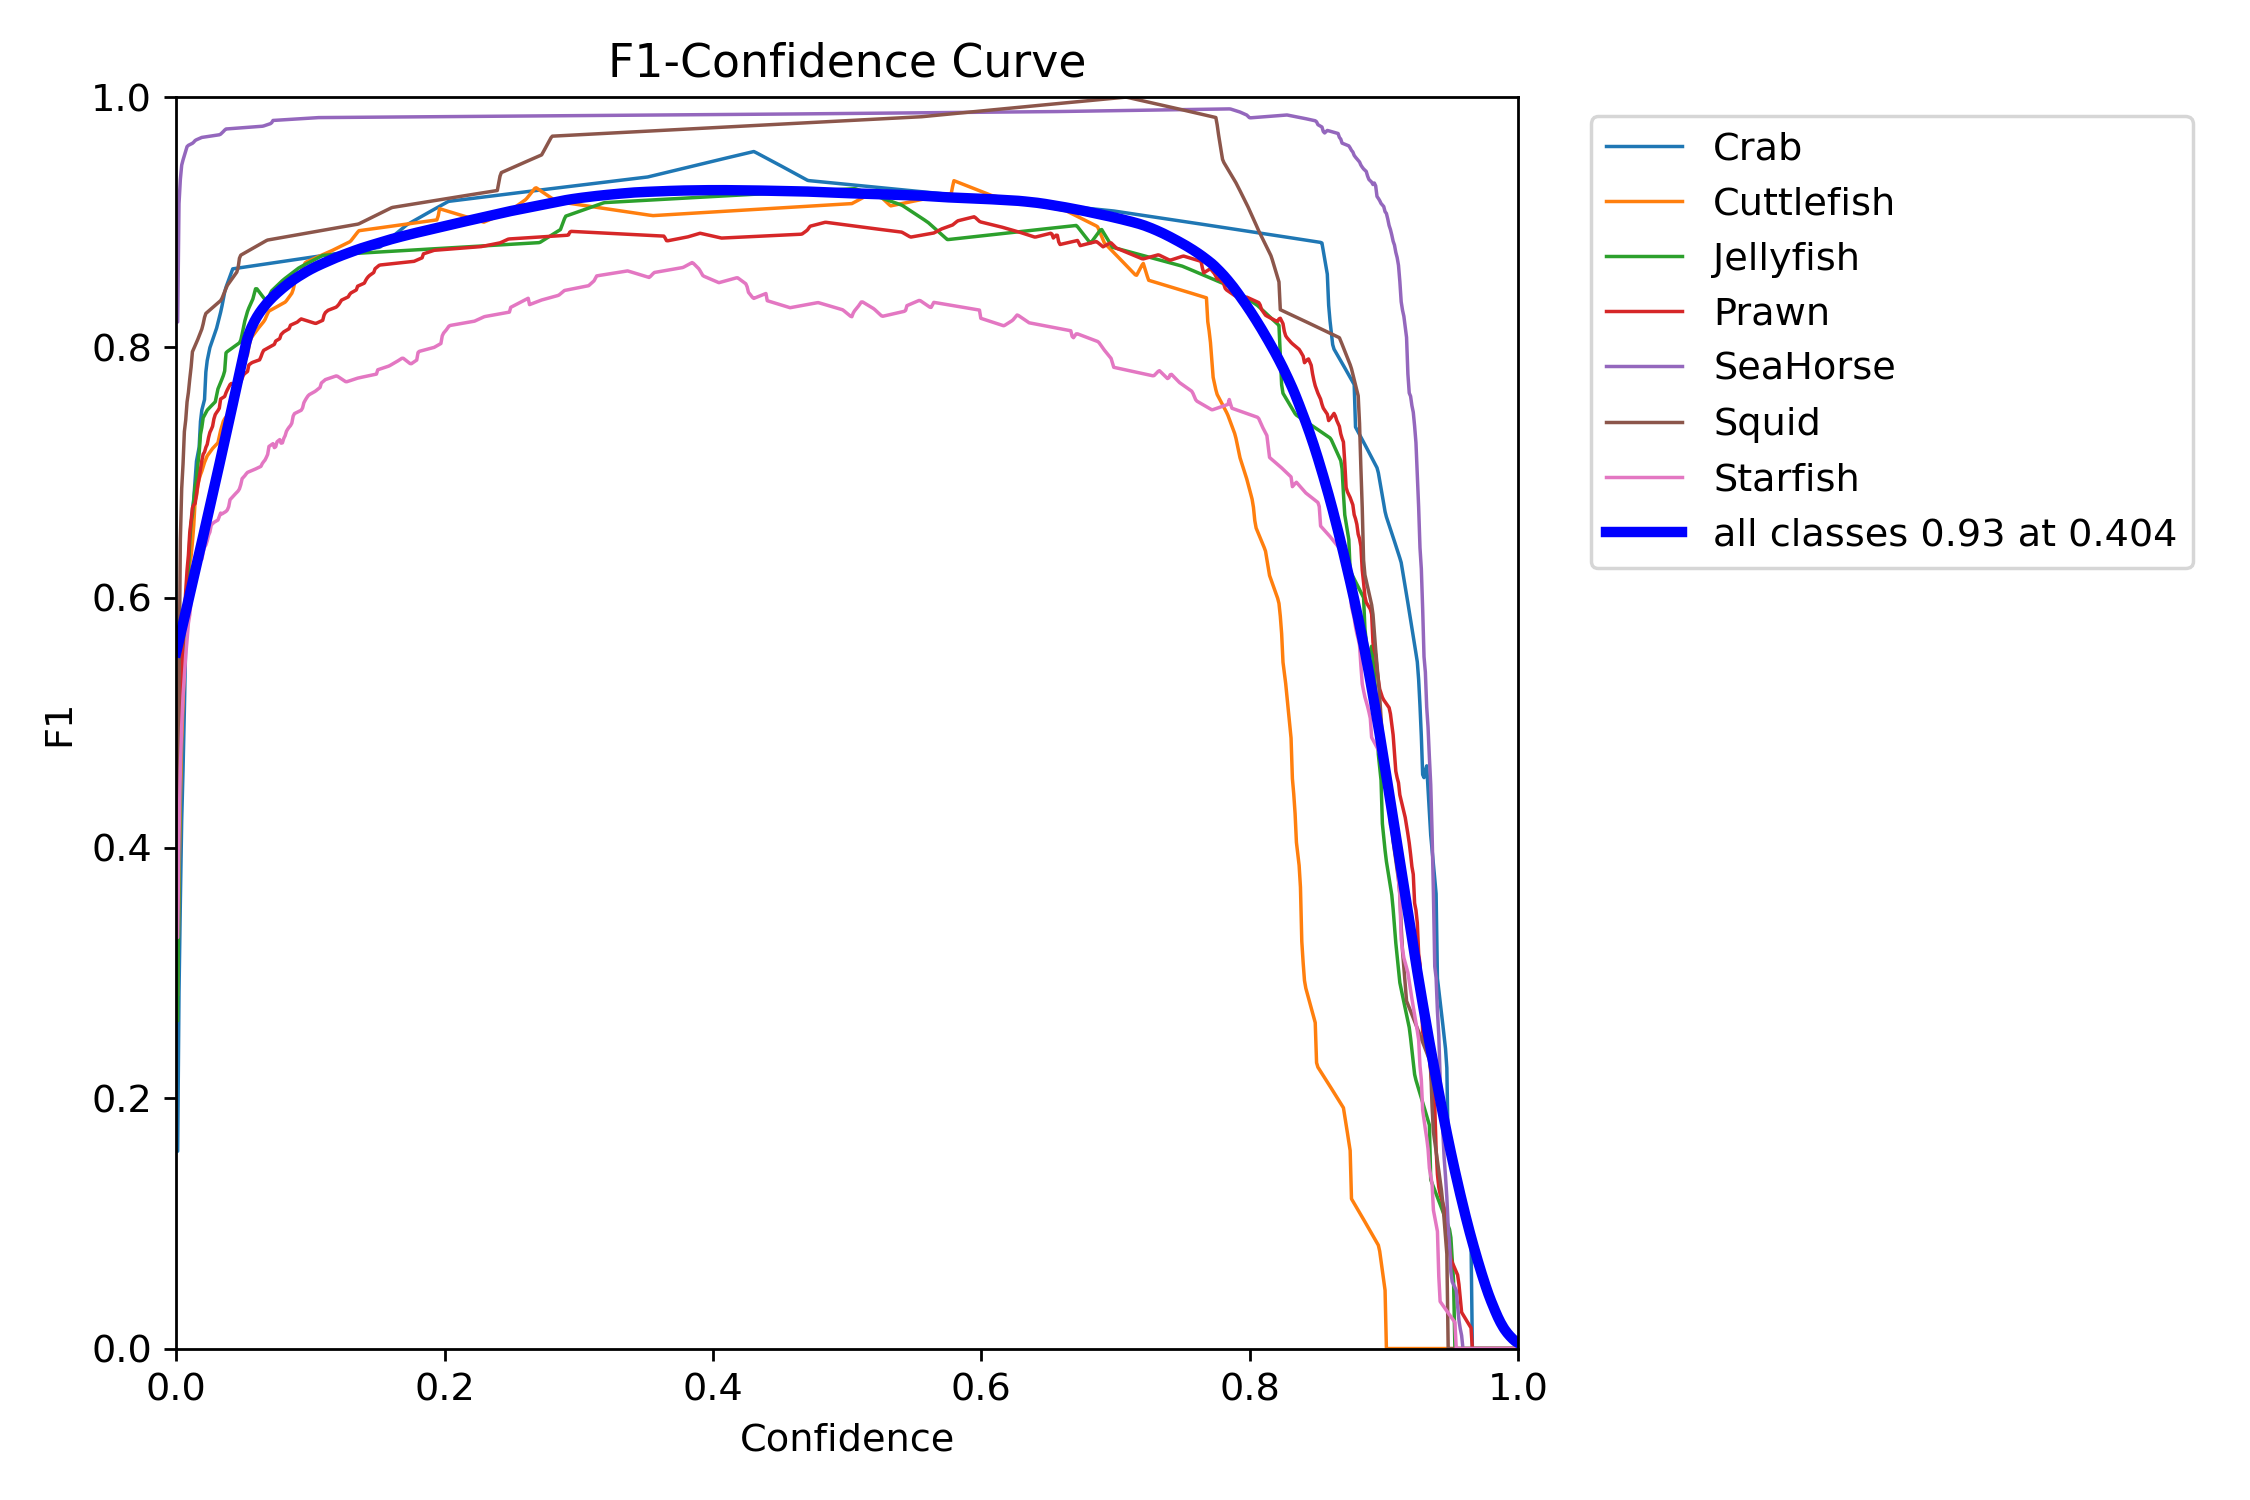 F1-Confidence Curve
1.0
0.8
0.6
0.4
0.2
0.0
F1
0.0 0.2 0.4 0.6 0.8 1.0
Confidence
Crab
Cuttlefish
Jellyfish
Prawn
SeaHorse
Squid
Starfish
all classes 0.93 at 0.404